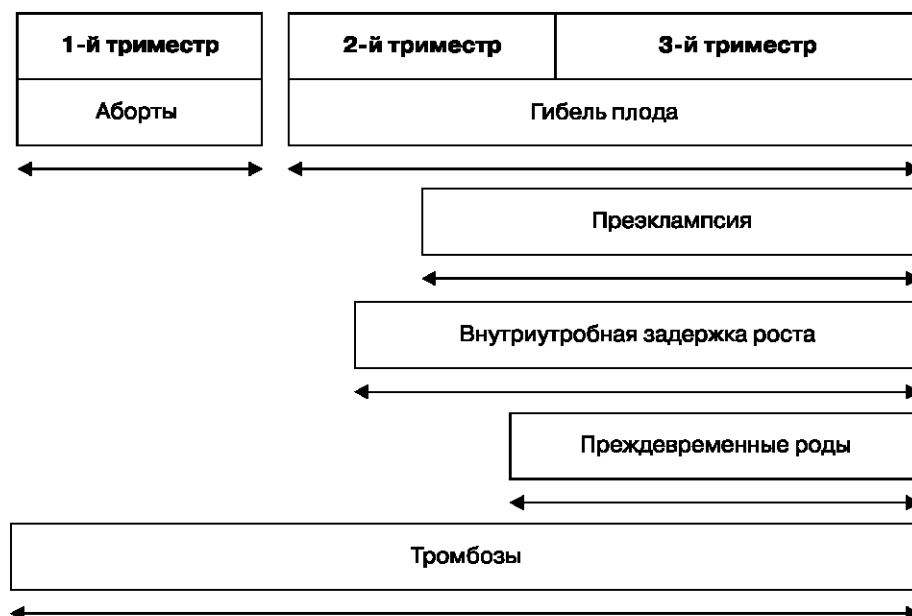 1-й триместр
2-й триместр
3-й триместр
Аборты
Гибель плода
Преэклампсия
Внутриутробная задержка роста
Преждевременные роды
Тромбозы